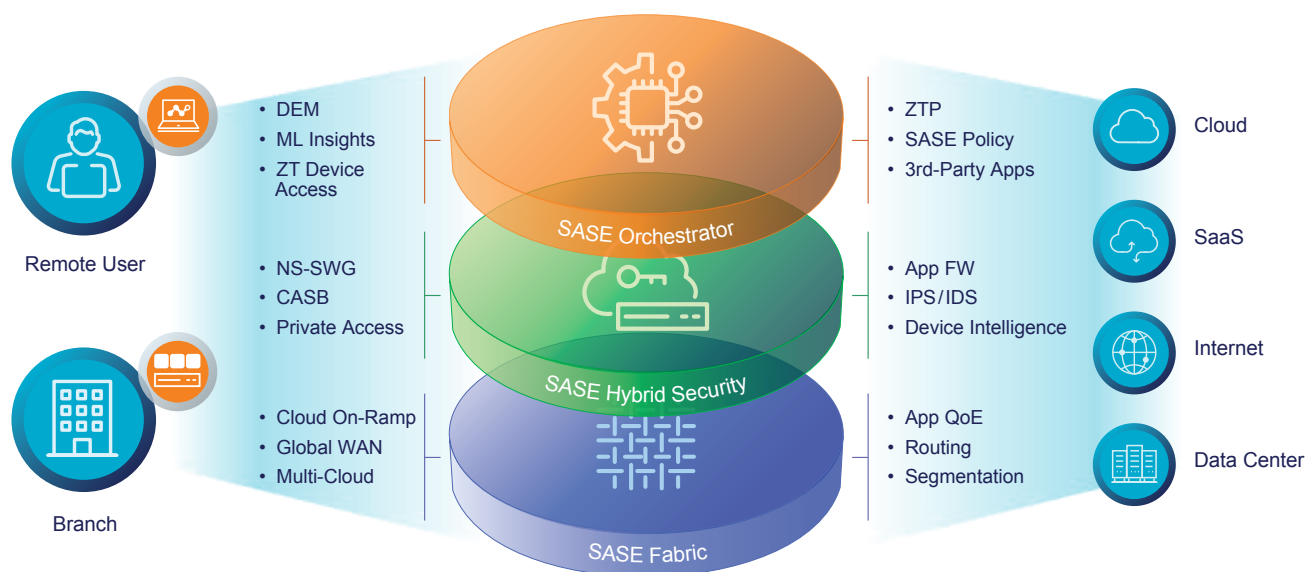 Remote User
Branch
• DEM
• ML Insights
• ZT Device
Access
• NS-SWG
• CASB
• Private Access
• Cloud On-Ramp
• Global WAN
• Multi-Cloud
SASE Orchestrator
SASE Hybrid Security
SASE Fabric
• ZTP
• SASE Policy
• 3rd-Party Apps
• App FW
• IPS/IDS
• Device Intelligence
• App QoE
• Routing
• Segmentation
Cloud
SaaS
Internet
Data Center